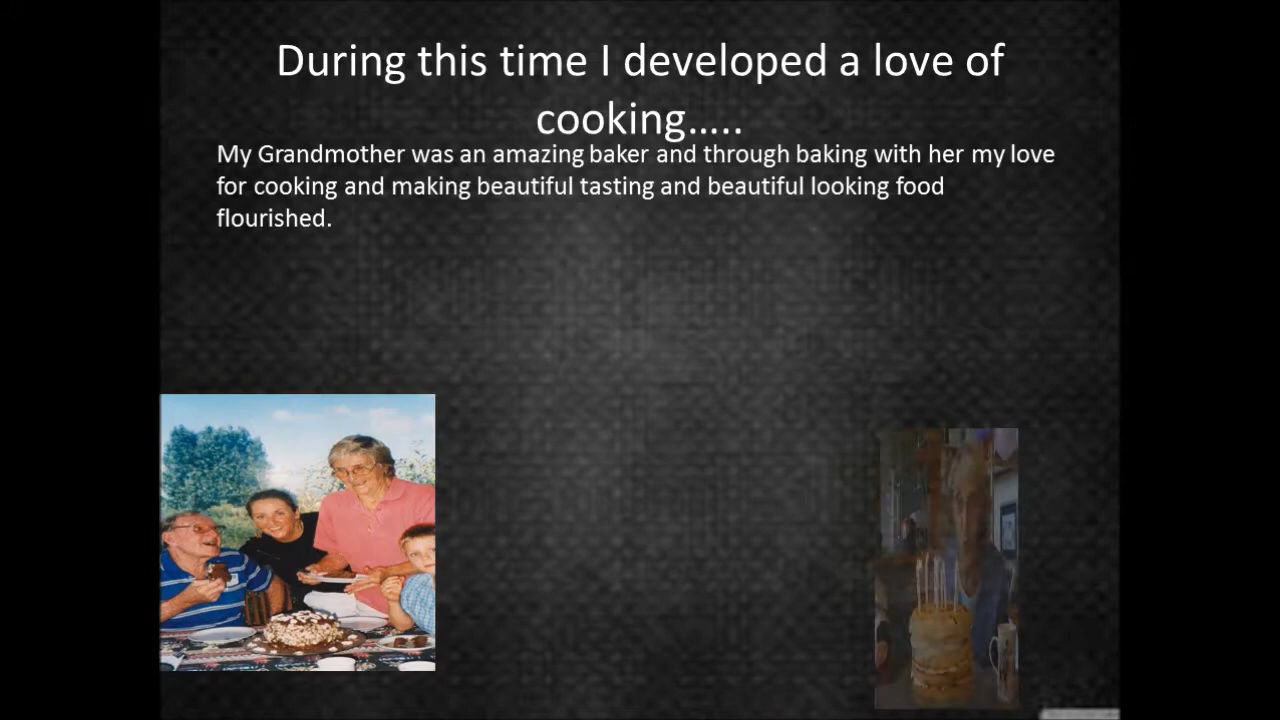 During this time I developed a love of
cooking.....
My Grandmother was an amazing baker and through baking with her my love
for cooking and making beautiful tasting and beautiful looking food
flourished.